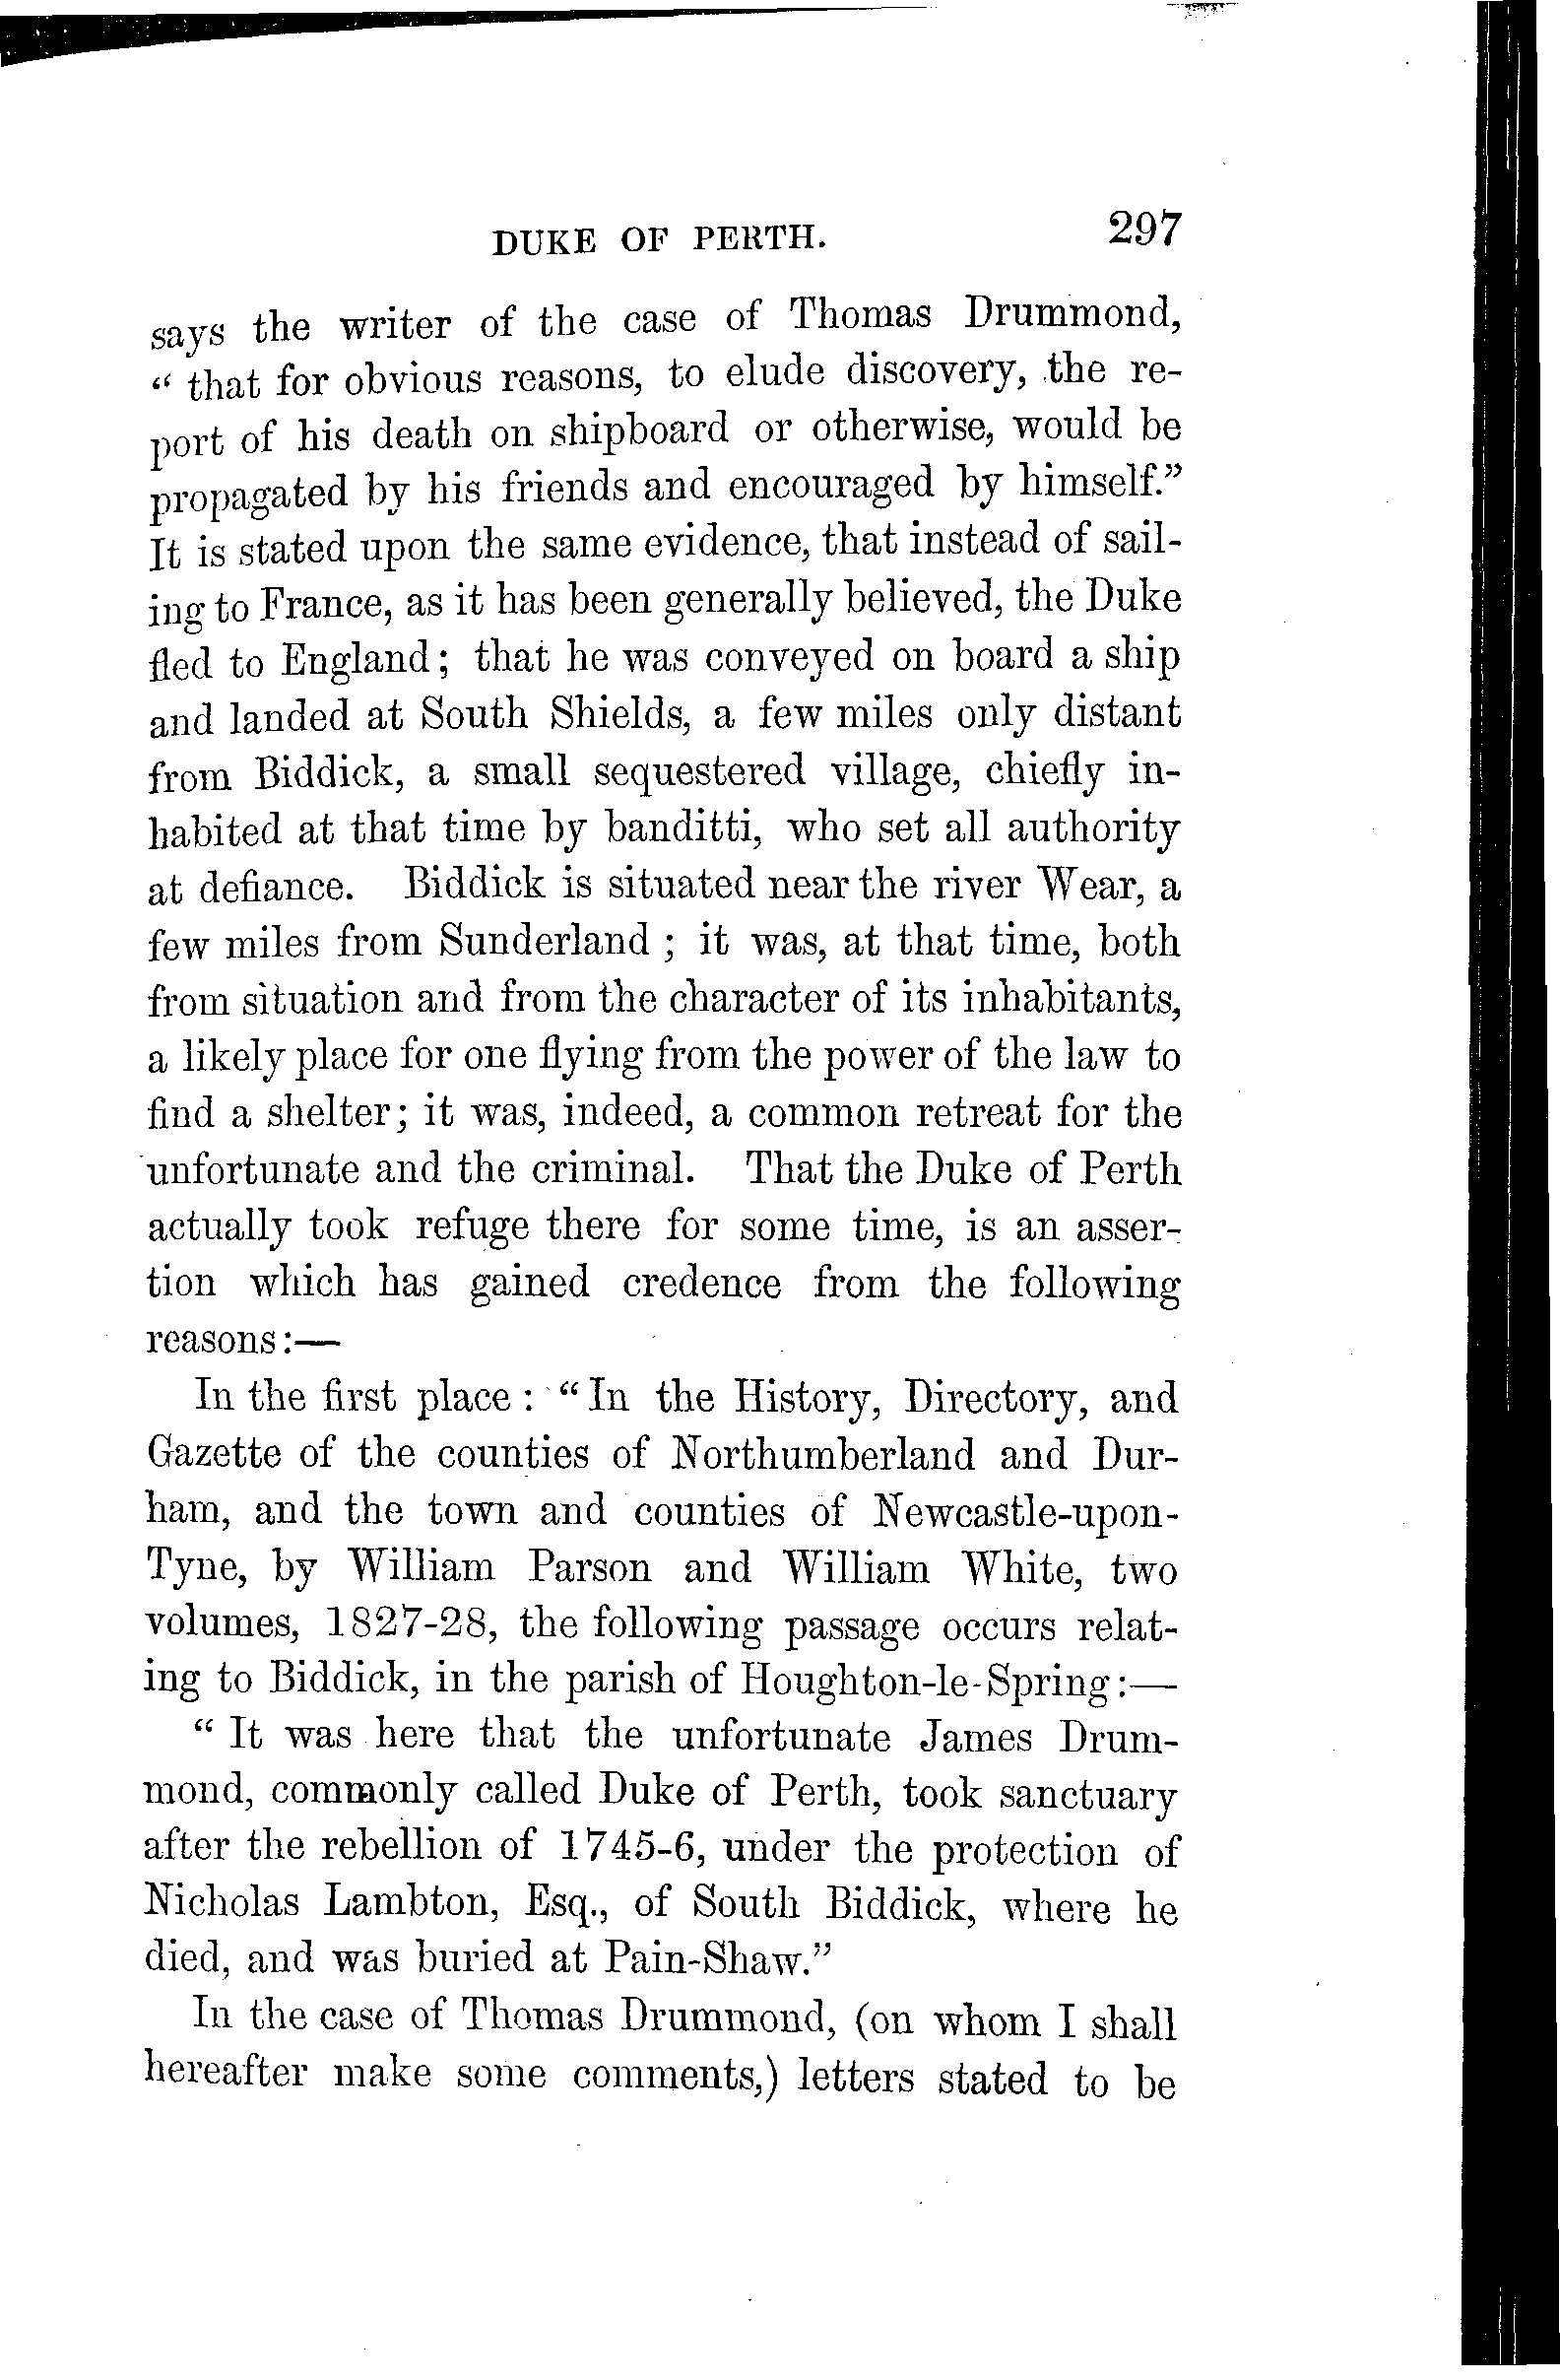 DUKE OF PERTH. 297
says the writer of the case of Thomas Drummond,
“ that for obvious reasons, to elude discovery, the re-
port of his death on shipboard or otherwise, would be
propagated by his friends and encouraged by himself.”
It is stated upon the same evidence, that instead of sail-
ing to France, as it has been generally believed, the Duke
fled to England; that he was conveyed on board a ship
and landed at South Shields, a few miles only distant
from Biddick, a small sequestered village, chiefly in-
habited at that time by banditti, who set all authority
at defiance. Biddick is situated near the river Wear, a
few miles from Sunderland ; it was, at that time, both
from situation and from the character of its inhabitants,
a likely place for one flying from the power of the law to
find a shelter; it was, indeed, a common retreat for the
unfortunate and the criminal. That the Duke of Perth
actually took refuge there for some time, is an asser-
tion which has gained credence from the following
reasons:—
In the first place : “ In the History, Directory, and
Gazette of the counties of Northumberland and Dur-
ham, and the town and counties of Newcastle-upon-
Tyne, by William Parson and William White, two
volumes, 1827-28, the following passage occurs relat-
ing to Biddick, in the parish of Houghton-le-Spring:—
“ It was here that the unfortunate James Drum-
mond, commonly called Duke of Perth, took sanctuary
after the rebellion of 1745-6, under the protection of
Nicholas Lambton, Esq., of South Biddick, where he
died, and was buried at Pain-Shaw.”
In the case of Thomas Drummond, (on whom I shall
hereafter make some comments,) letters stated to be